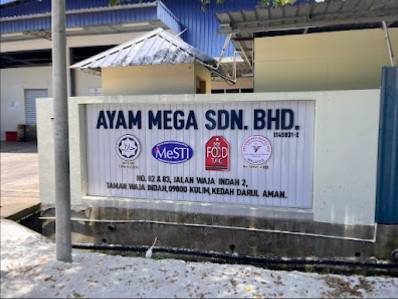 AYAM MEGA SDN. BHD.
MeSTI
MY
FOOD
NO. 82 & 83, JALAN WAJA INDAH 2,
TAMAN WAJA INDAH,09000 KULIM,KEDAH DARUL AMAN.